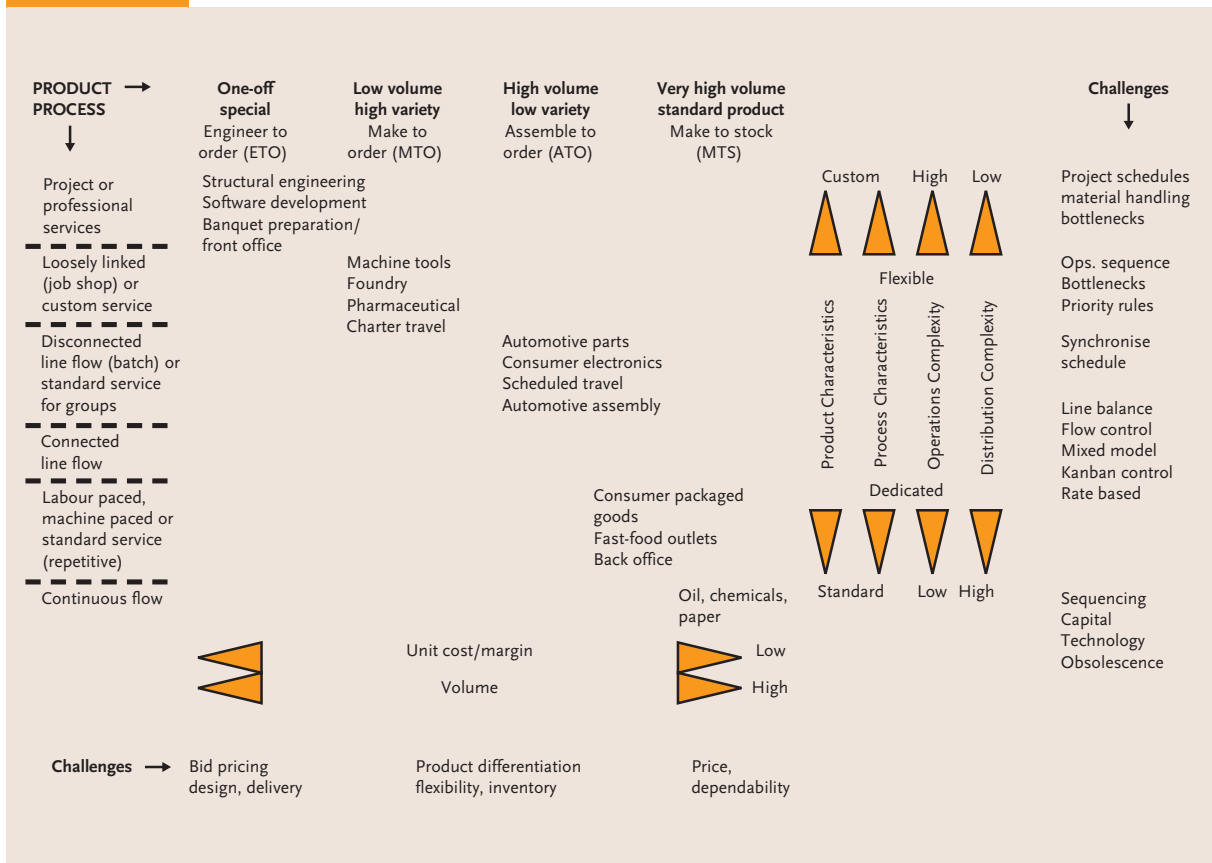 PRODUCT
PROCESS
One-off
special
Engineer to
order (ETO)
Low volume
high variety
Make to
order (MTO)
High volume
low variety
Assemble to
order (ATO)
Very high volume
standard product
Make to stock
(MTS)
Challenges
Project or
professional
services
Structural engineering
Software development
Banquet preparation/
front office
Custom
High
Low
Project schedules
material handling
bottlenecks
Loosely linked
(job shop) or
custom service
Machine tools
Foundry
Pharmaceutical
Charter travel
Flexible
Ops. sequence
Bottlenecks
Priority rules
Disconnected
line flow (batch) or
standard service
for groups
Automotive parts
Consumer electronics
Scheduled travel
Automotive assembly
Product Characteristics
Process Characteristics
Operations Complexity
Distribution Complexity
Synchronise
schedule
Connected
line flow
Line balance
Flow control
Mixed model
Kanban control
Rate based
Labour paced,
machine paced or
standard service
(repetitive)
Consumer packaged
goods
Fast-food outlets
Back office
Dedicated
Continuous flow
Oil, chemicals,
paper
Standard
Low
High
Sequencing
Capital
Technology
Obsolescence
Unit cost/margin
Low
Volume
High
Challenges
Bid pricing
design, delivery
Product differentiation
flexibility, inventory
Price,
dependability